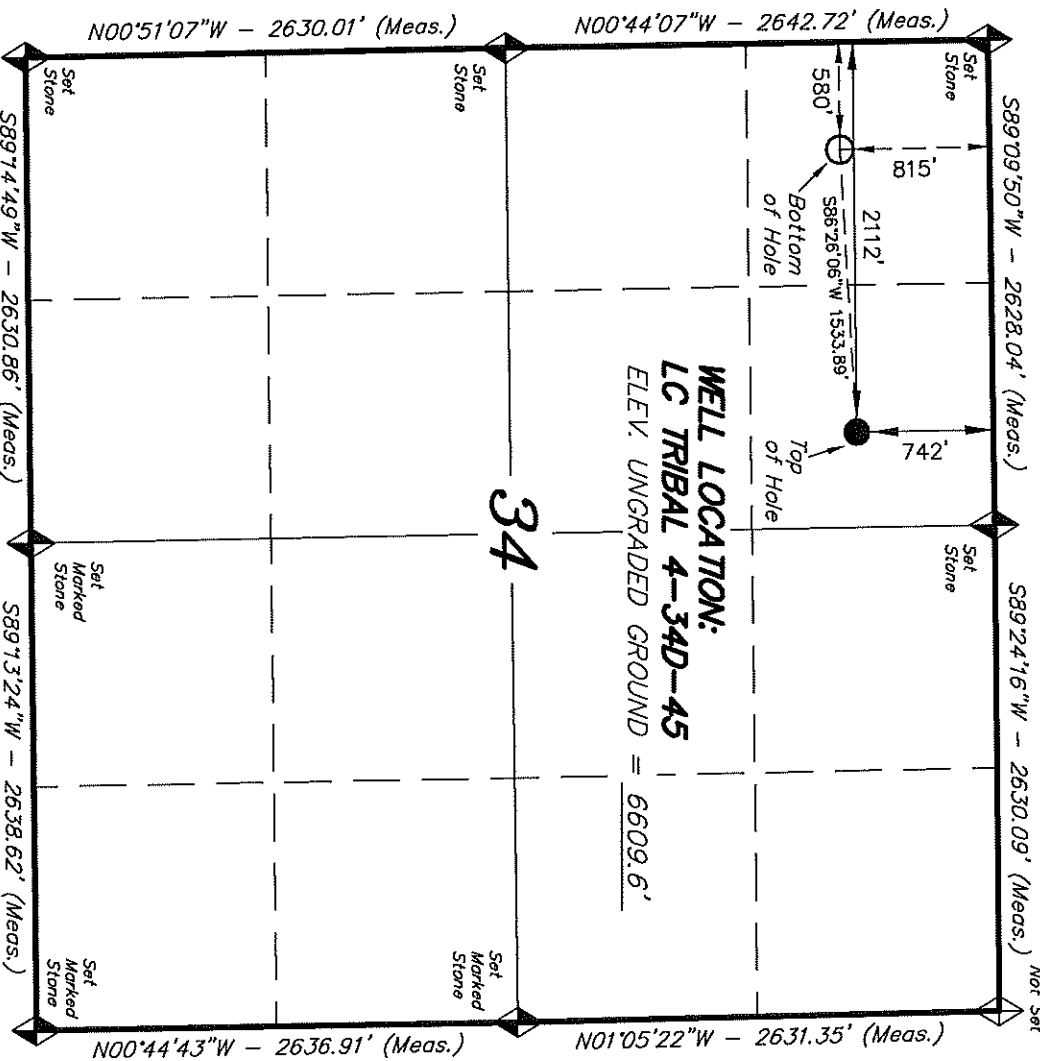 N00°51'07"W - 2630.01' (Meas.)
N00°44'07"W - 2642.72' (Meas.)
Set
Stone
Set
Stone
Set
Stone
S89°09'50"W - 2628.04' (Meas.)
580'
815'
Bottom
of Hole
2112'
S86°26'06"W 1533.89'
Top
of Hole
742'
WELL LOCATION:
LC TRIBAL 4-34D-45
ELEV. UNGRADED GROUND = 6609.6'
34
Set
Stone
S89°24'16"W - 2630.09' (Meas.)
Not Set
S89°14'49"W - 2630.86' (Meas.)
Set
Marked
Stone
S89°13'24"W - 2638.62' (Meas.)
Set
Marked
Stone
Set
Marked
Stone
N00°44'43"W - 2636.91' (Meas.)
N01°05'22"W - 2631.35' (Meas.)